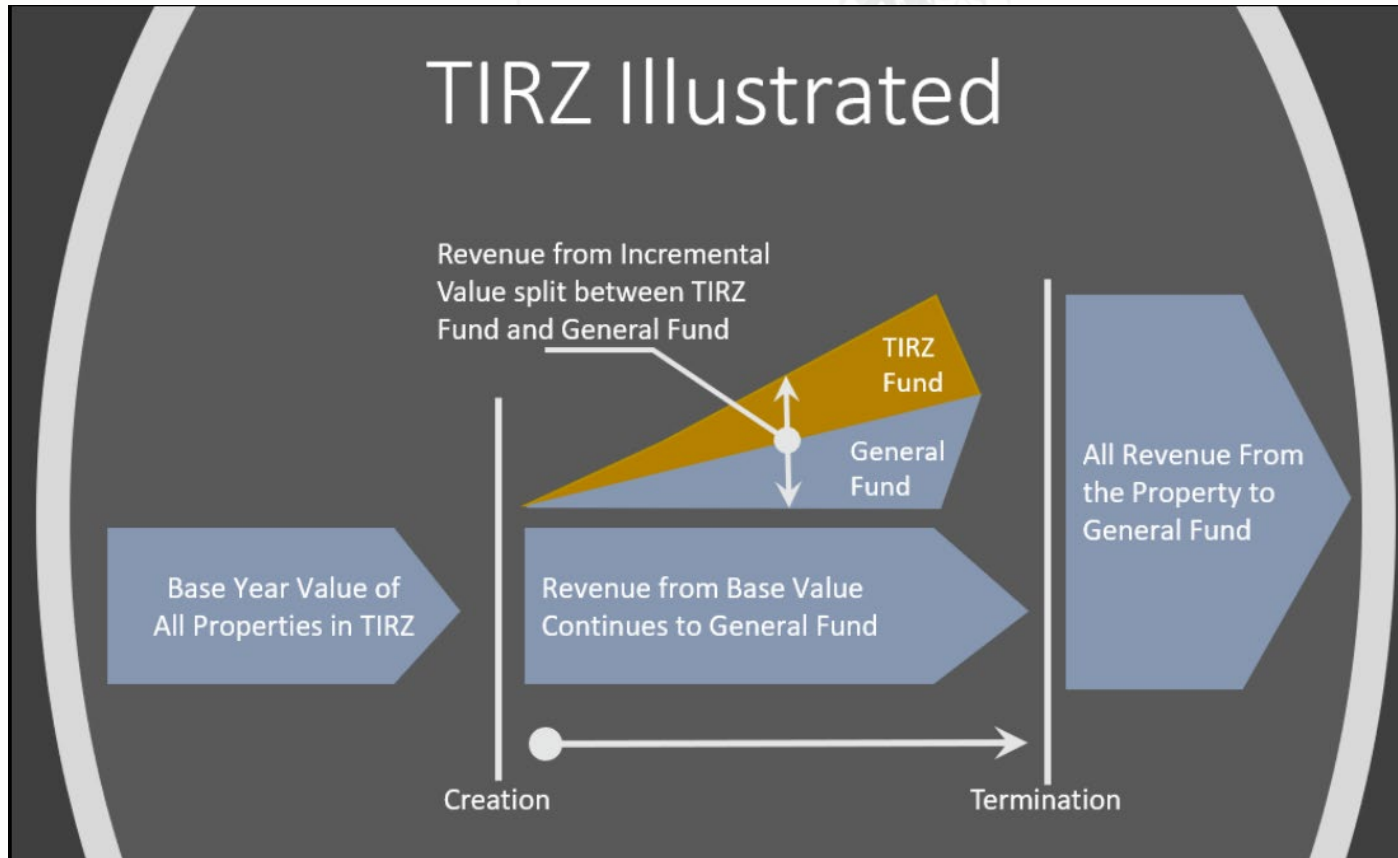 TIRZ Illustrated
Revenue from Incremental
Value split between TIRZ
Fund and General Fund
TIRZ
Fund
General
Fund
All Revenue From
the Property to
General Fund
Base Year Value of
All Properties in TIRZ
Revenue from Base Value
Continues to General Fund
Creation
Termination